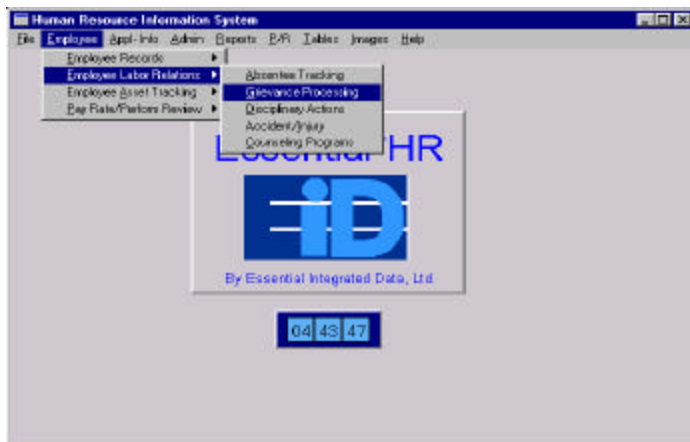 Human Resource Information System
File Employee Appl-Info Admin Reports P/R Tables Images Help
Employee Records
Employee Labor Relations
Employee Asset Tracking
Pay Rate/Perform Review
Absentee Tracking
Grievance Processing
Disciplinary Actions
Accident/Injury
Counseling Programs
Essential HR
iD
By Essential Integrated Data, Ltd
04 43 47